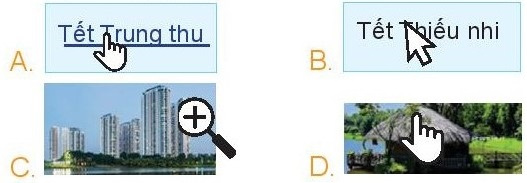 A. Tết Trung thu
B. Tết Thiếu nhi
C.
D.